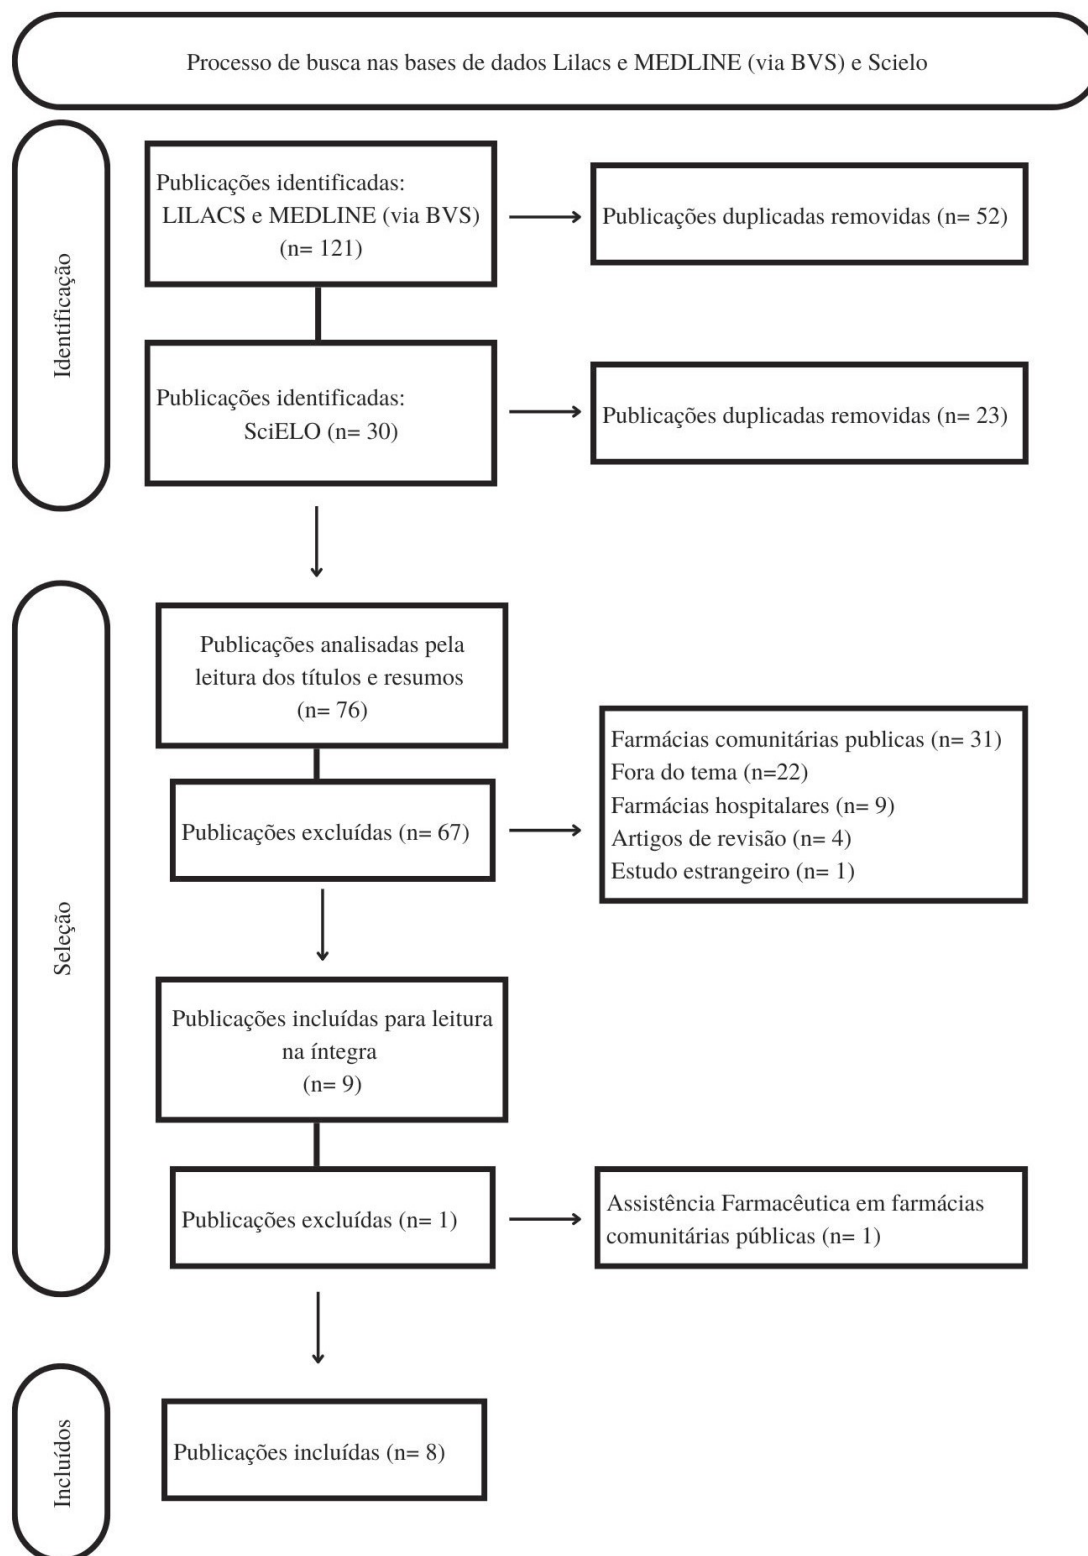 Processo de busca nas bases de dados Lilacs e MEDLINE (via BVS) e Scielo
Identificação
Publicações identificadas:
LILACS e MEDLINE (via BVS)
(n= 121)
Publicações duplicadas removidas (n= 52)
Publicações identificadas:
SciELO (n= 30)
Publicações duplicadas removidas (n= 23)
Seleção
Publicações analisadas pela
leitura dos títulos e resumos
(n= 76)
Publicações excluídas (n= 67)
Farmácias comunitárias publicas (n= 31)
Fora do tema (n=22)
Farmácias hospitalares (n= 9)
Artigos de revisão (n= 4)
Estudo estrangeiro (n= 1)
Publicações incluídas para leitura
na íntegra
(n= 9)
Publicações excluídas (n= 1)
Assistência Farmacêutica em farmácias
comunitárias públicas (n= 1)
Incluídos
Publicações incluídas (n= 8)